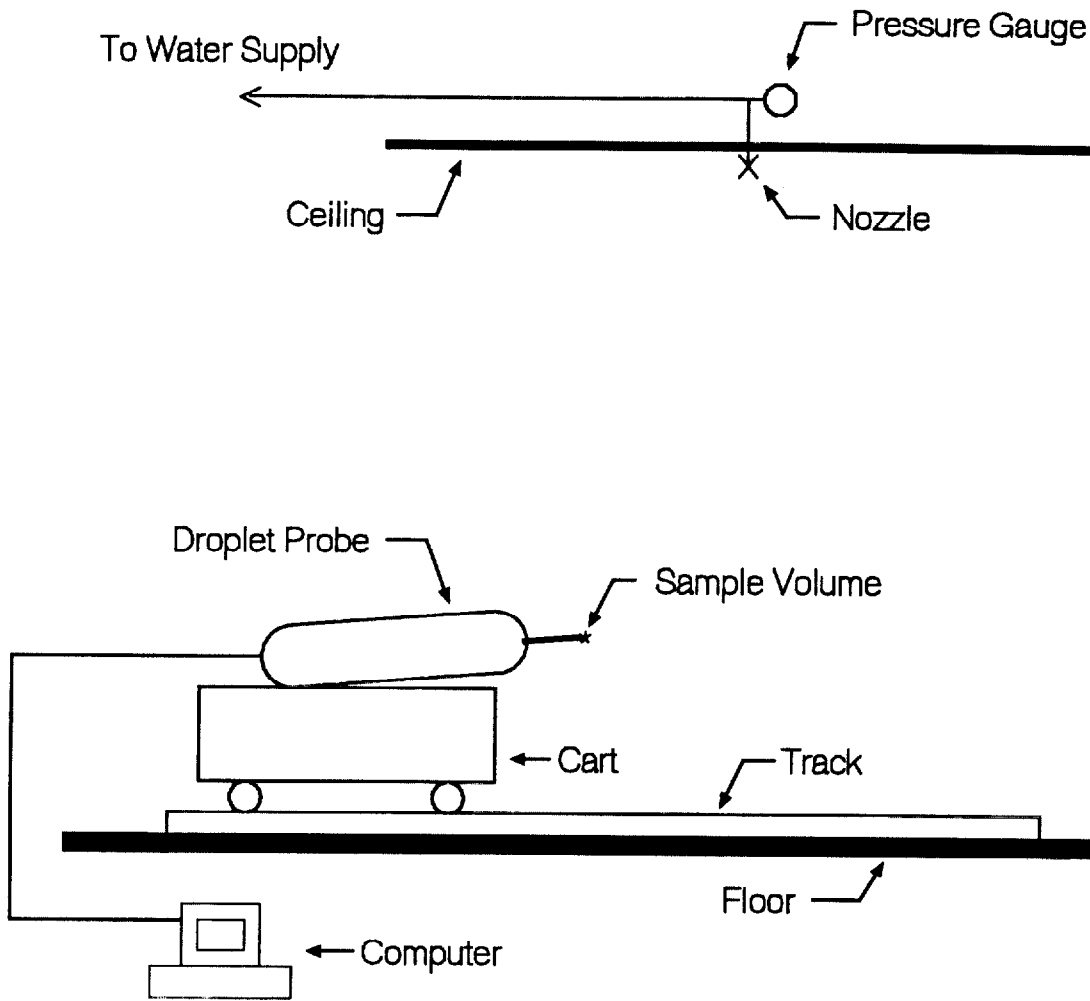 Pressure Gauge
To Water Supply
Ceiling
Nozzle
Droplet Probe
Sample Volume
Cart
Track
Floor
Computer